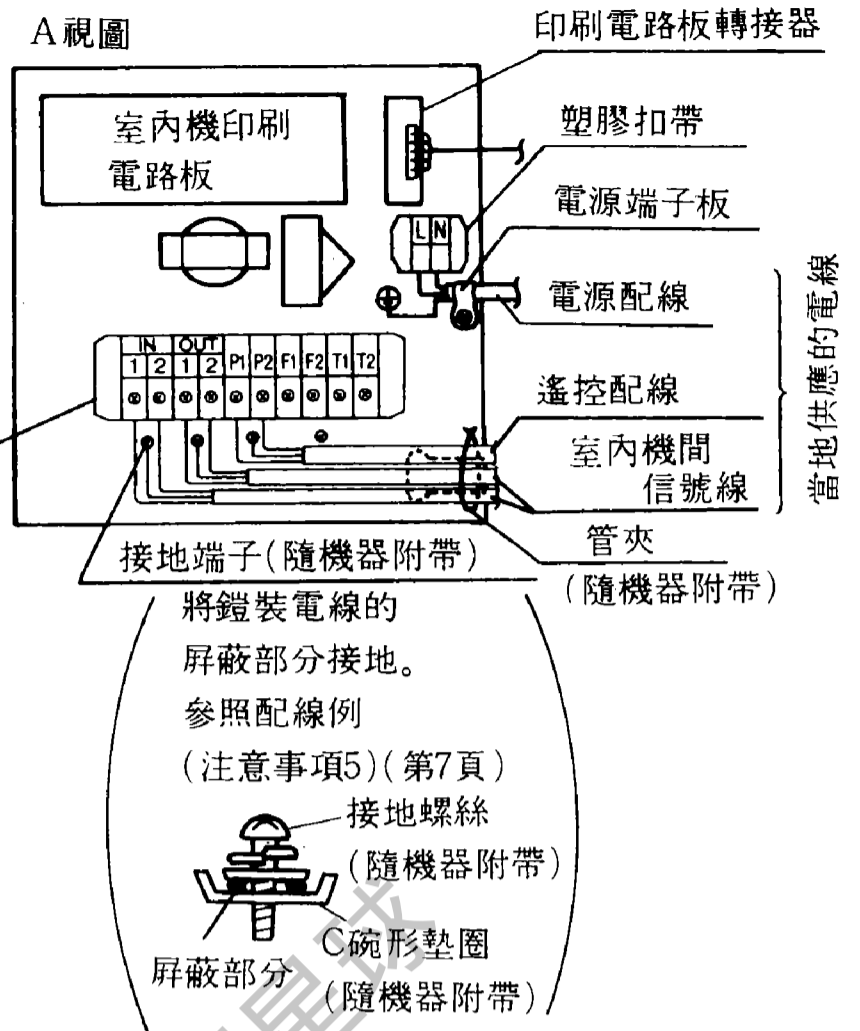 A視圖
印刷電路板轉接器
室內機印刷
電路板
塑膠扣帶
L N
電源端子板
電源配線
當地供應的電線
IN OUT
1 2 1 2 P1 P2 F1 F2 T1 T2
遙控配線
室內機間
信號線
接地端子(隨機器附帶)
管夾
(隨機器附帶)
將鎧裝電線的
屏蔽部分接地。
參照配線例
(注意事項5)(第7頁)
接地螺絲
(隨機器附帶)
屏蔽部分
C碗形墊圈
(隨機器附帶)
星球